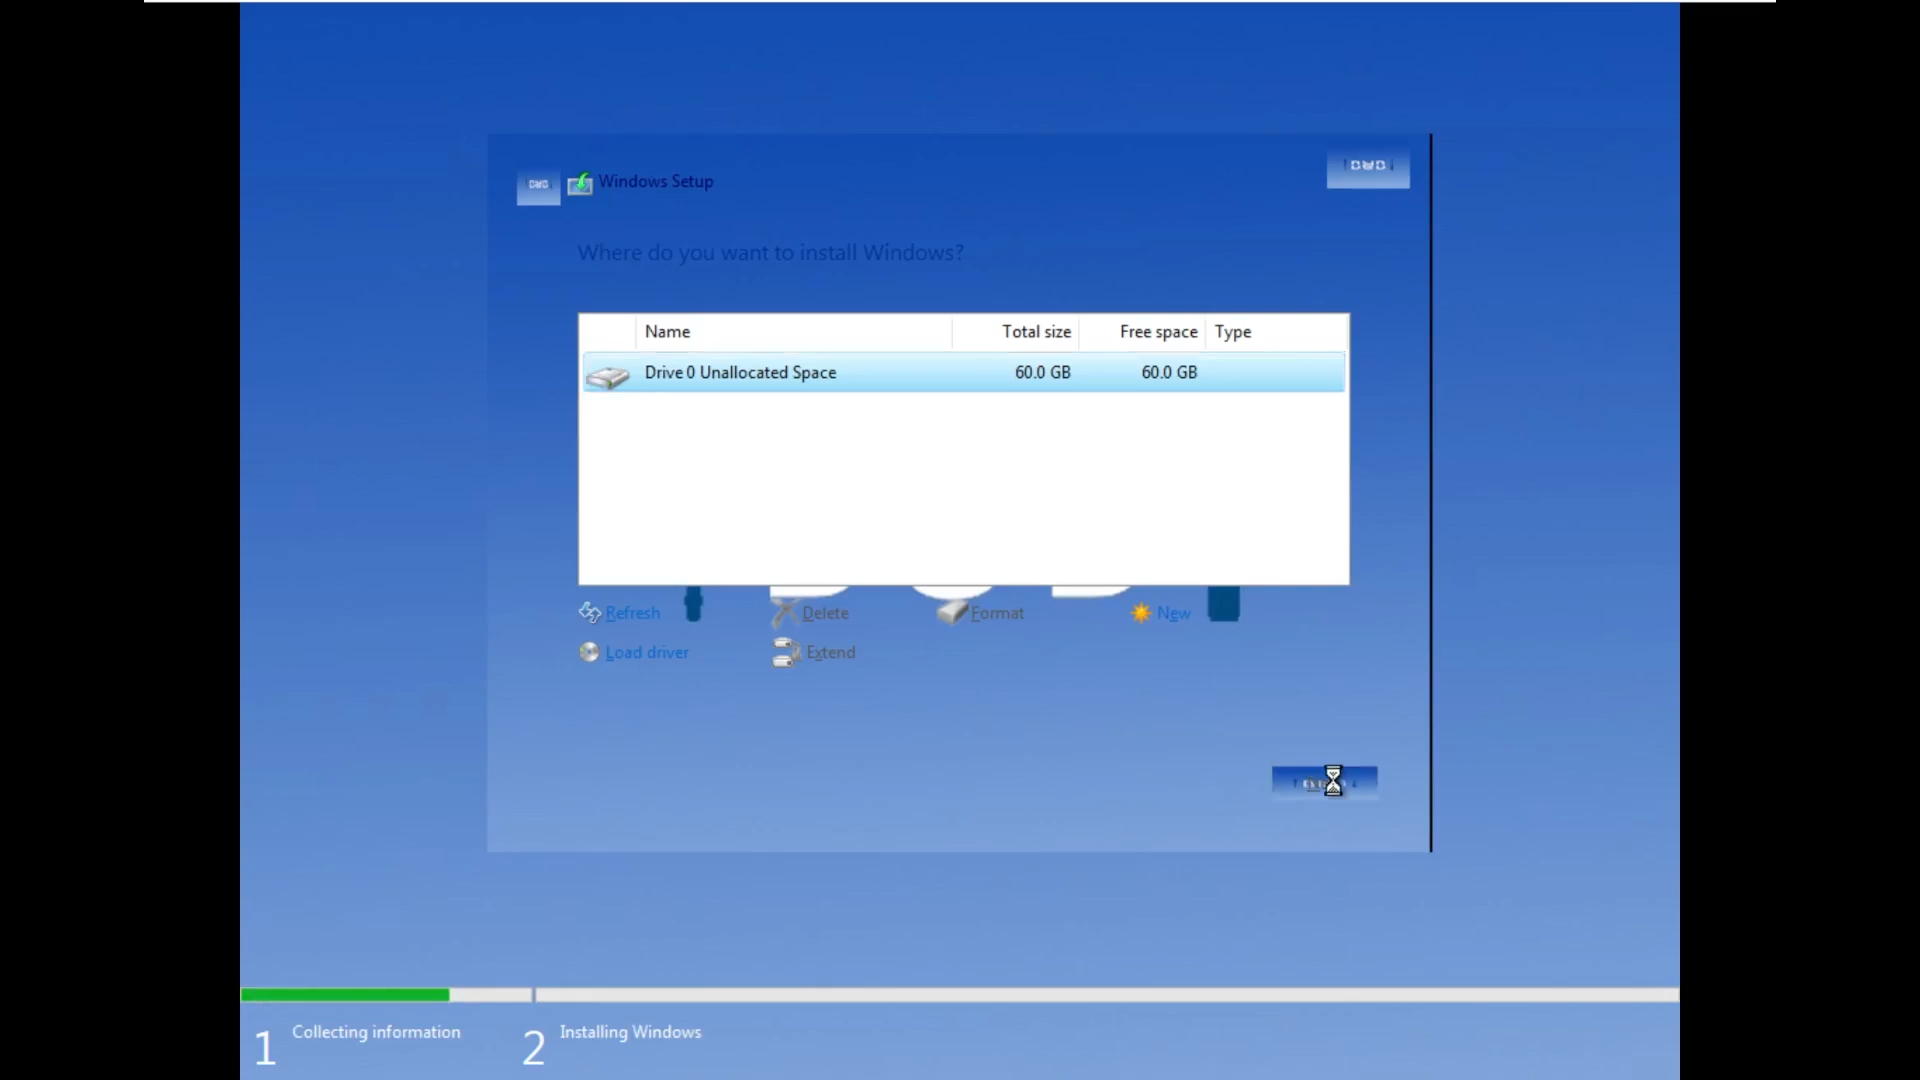 Windows Setup
Where do you want to install Windows?
Name Total size Free space Type
Drive 0 Unallocated Space 60.0 GB 60.0 GB
Refresh Delete Format New
Load driver Extend
1 Collecting information 2 Installing Windows